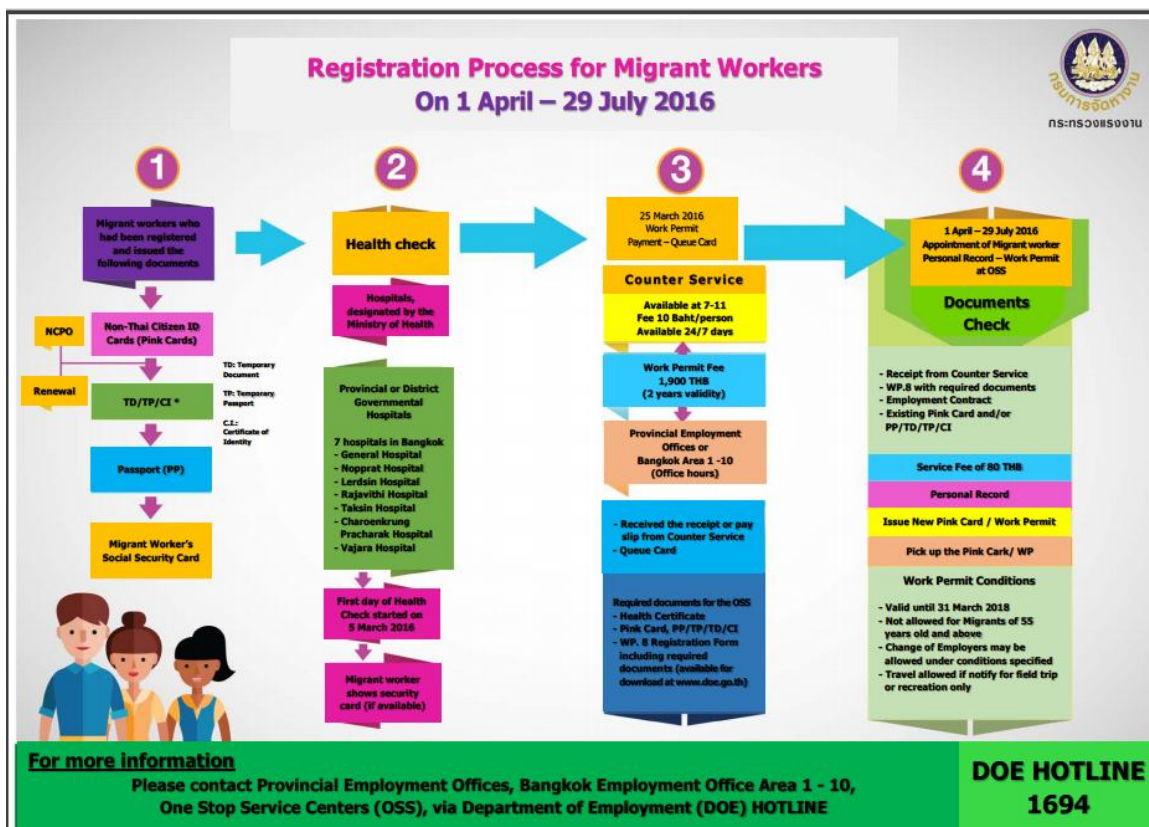 Registration Process for Migrant Workers
On 1 April – 29 July 2016
กรมการจัดหางาน
กระทรวงแรงงาน
1
Migrant workers who
had been registered
and issued the
following documents
NCPO
Non-Thai Citizen ID
Cards (Pink Cards)
Renewal
TD: Temporary
Document
TP: Temporary
Passport
C.I.:
Certificate of
Identity
TD/TP/CI *
Passport (PP)
Migrant Worker's
Social Security Card
2
Health check
Hospitals,
designated by the
Ministry of Health
Provincial or District
Governmental
Hospitals
7 hospitals in Bangkok
- General Hospital
- Nopprat Hospital
- Lerdsin Hospital
- Rajavithi Hospital
- Taksin Hospital
- Charoenkrung
Pracharak Hospital
- Vajara Hospital
First day of Health
Check started on
5 March 2016
Migrant worker
shows security
card (if available)
3
25 March 2016
Work Permit
Payment – Queue Card
Counter Service
Available at 7-11
Fee 10 Baht/person
Available 24/7 days
Work Permit Fee
1,900 THB
(2 years validity)
Provincial Employment
Offices or
Bangkok Area 1 -10
(Office hours)
- Received the receipt or pay
slip from Counter Service
- Queue Card
Required documents for the OSS
- Health Certificate
- Pink Card, PP/TP/TD/CI
- WP. 8 Registration Form
including required
documents (available for
download at www.doe.go.th)
4
1 April – 29 July 2016
Appointment of Migrant worker
Personal Record – Work Permit
at OSS
Documents
Check
- Receipt from Counter Service
- WP.8 with required documents
- Employment Contract
- Existing Pink Card and/or
PP/TD/TP/CI
Service Fee of 80 THB
Personal Record
Issue New Pink Card / Work Permit
Pick up the Pink Cark/ WP
Work Permit Conditions
- Valid until 31 March 2018
- Not allowed for Migrants of 55
years old and above
- Change of Employers may be
allowed under conditions specified
- Travel allowed if notify for field trip
or recreation only
For more information
Please contact Provincial Employment Offices, Bangkok Employment Office Area 1 - 10,
One Stop Service Centers (OSS), via Department of Employment (DOE) HOTLINE
DOE HOTLINE
1694